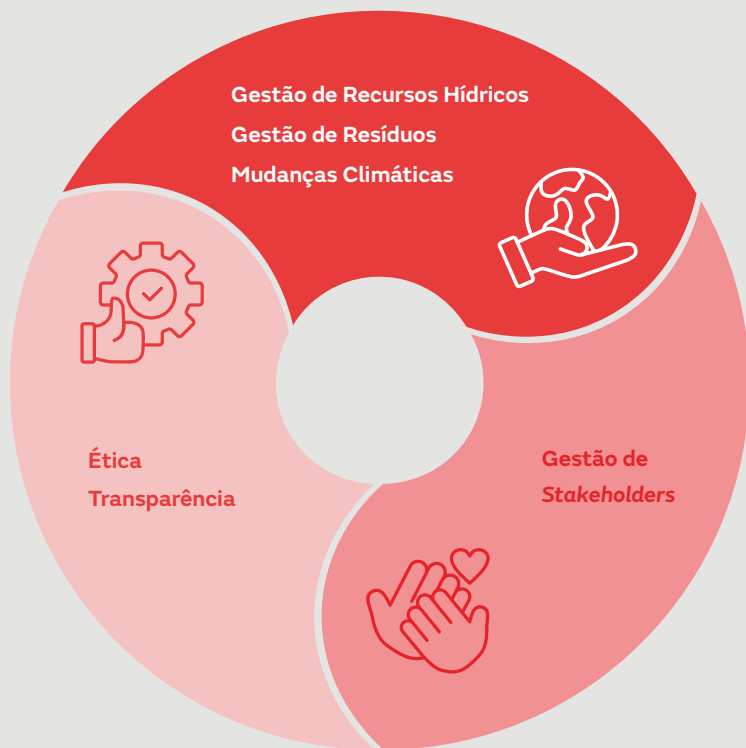 Gestão de Recursos Hídricos
Gestão de Resíduos
Mudanças Climáticas
Ética
Transparência
Gestão de
Stakeholders